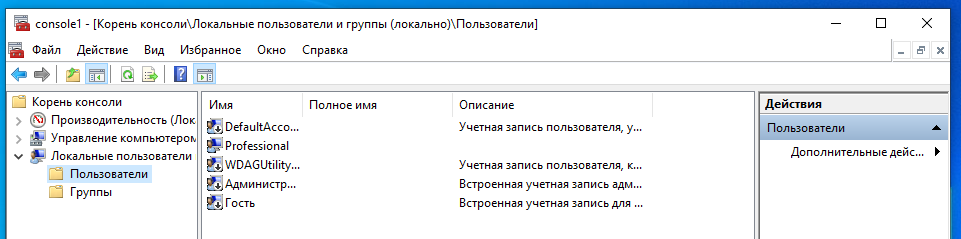 console1 - [Корень консоли\Локальные пользователи и группы (локально)\Пользователи]
Файл Действие Вид Избранное Окно Справка
Корень консоли
Производительность (Лок
Управление компьютером
Локальные пользователи
Пользователи
Группы
Имя Полное имя Описание
DefaultAcco... Учетная запись пользователя, у...
Professional
WDAGUtility... Учетная запись пользователя, к...
Администр... Встроенная учетная запись адм...
Гость Встроенная учетная запись для ...
Действия
Пользователи
Дополнительные дейс...